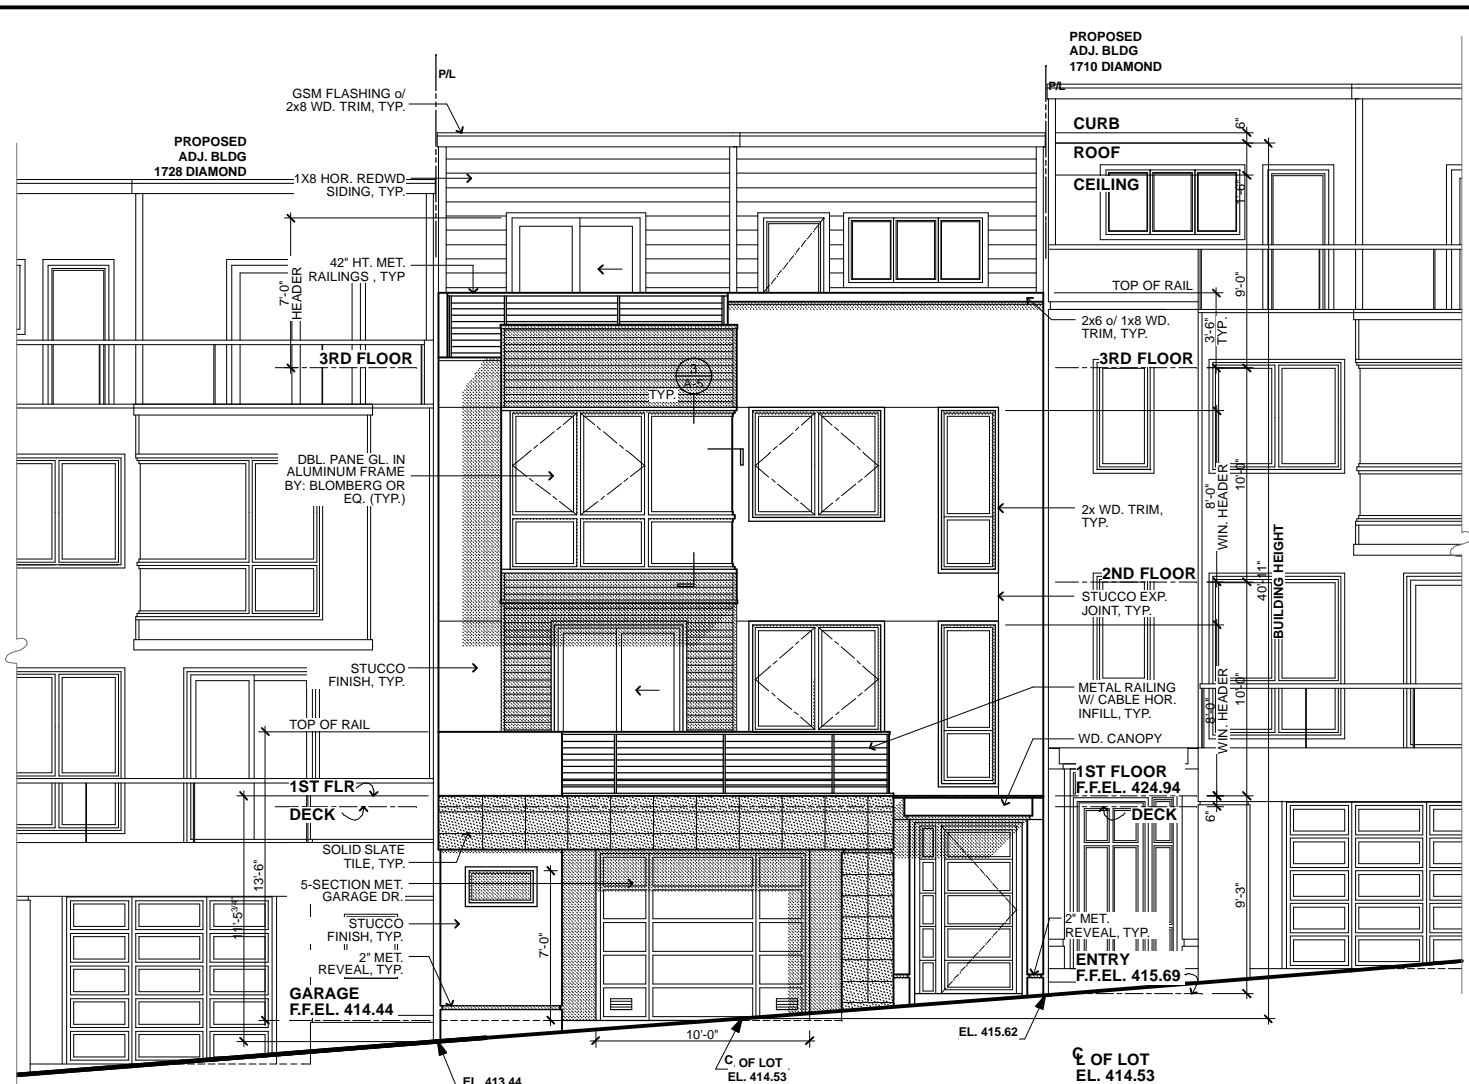 PROPOSED
ADJ. BLDG
1710 DIAMOND
P/L
P/L
GSM FLASHING o/
2x8 WD. TRIM, TYP.
PROPOSED
ADJ. BLDG
1728 DIAMOND
1X8 HOR. REDWD
SIDING, TYP.
CURB
6"
ROOF
CEILING
1'-6"
42" HT. MET.
RAILINGS , TYP
7'-0"
HEADER
TOP OF RAIL
9'-0"
2x6 o/ 1x8 WD.
TRIM, TYP.
3'-6"
TYP.
3RD FLOOR
3RD FLOOR
3
A-5
TYP.
DBL. PANE GL. IN
ALUMINUM FRAME
BY: BLOMBERG OR
EQ. (TYP.)
8'-0"
WIN. HEADER
10'-0"
2x WD. TRIM,
TYP.
2ND FLOOR
STUCCO EXP.
JOINT, TYP.
40'-11"
BUILDING HEIGHT
STUCCO
FINISH, TYP.
METAL RAILING
W/ CABLE HOR.
INFILL, TYP.
8'-0"
WIN. HEADER
10'-0"
TOP OF RAIL
WD. CANOPY
1ST FLR
DECK
1ST FLOOR
F.F.EL. 424.94
DECK
6"
SOLID SLATE
TILE, TYP.
5-SECTION MET.
GARAGE DR.
13'-6"
11'-5 3/4"
7'-0"
9'-3"
STUCCO
FINISH, TYP.
2" MET.
REVEAL, TYP.
2" MET.
REVEAL, TYP.
ENTRY
F.F.EL. 415.69
GARAGE
F.F.EL. 414.44
10'-0"
EL. 415.62
C OF LOT
EL. 414.53
℄ OF LOT
EL. 414.53
EL. 413.44